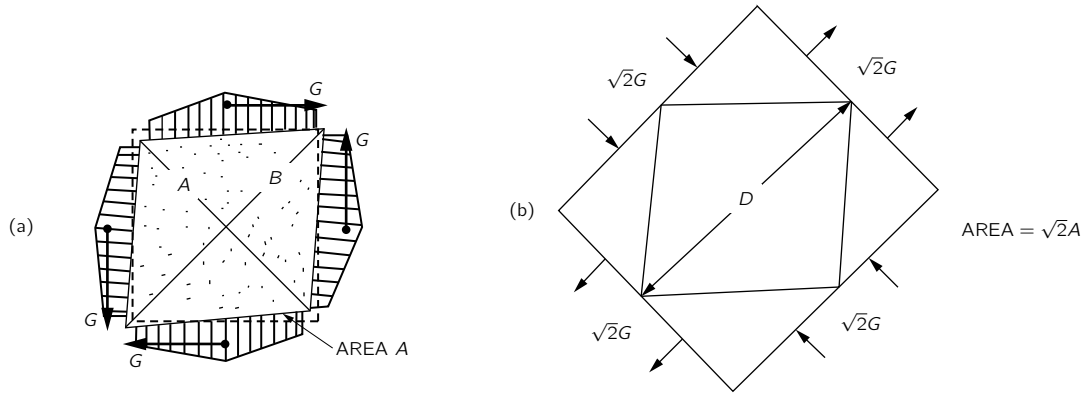 (a)
G
G
A
B
G
G
AREA A
(b)
√2G
√2G
D
√2G
√2G
AREA = √2A